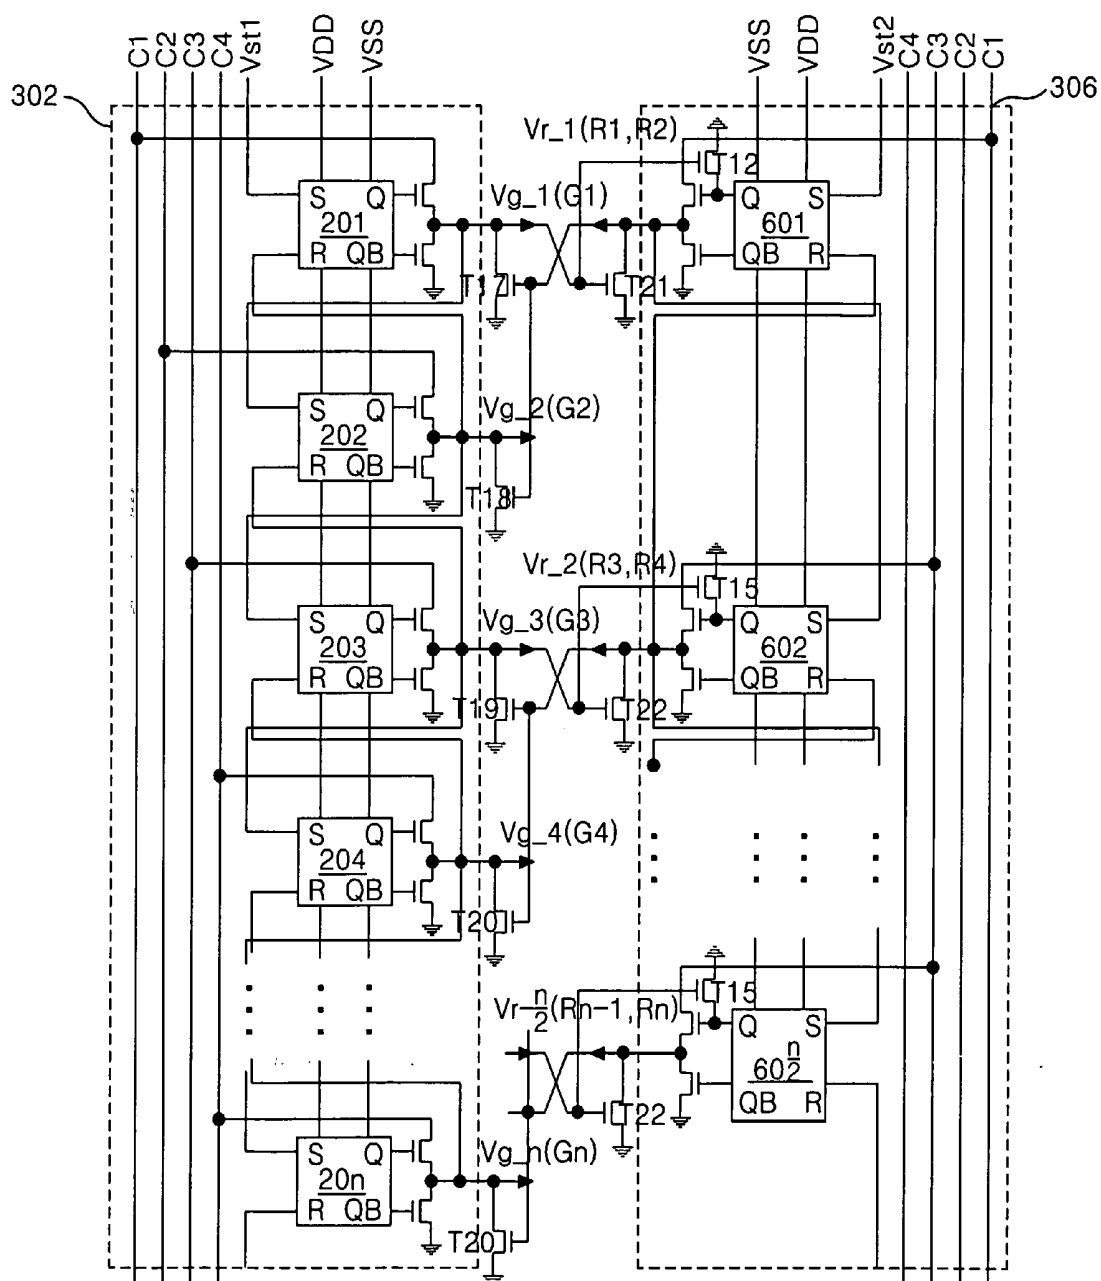 C1 C2 C3 C4 Vst1 VDD VSS VSS VDD Vst2 C4 C3 C2 C1
302 306
Vr_1(R1,R2)
T12
S Q Vg_1(G1) Q S
201 601
R QB QB R
T17 T21
S Q Vg_2(G2)
202
R QB
T18
Vr_2(R3,R4)
T15
S Q Vg_3(G3) Q S
203 602
R QB QB R
T19 T22
S Q Vg_4(G4)
204
R QB
T20
T15
Vr-n/2(Rn-1,Rn)
Q S
60n/2
QB R
T22
S Q Vg_n(Gn)
20n
R QB
T20